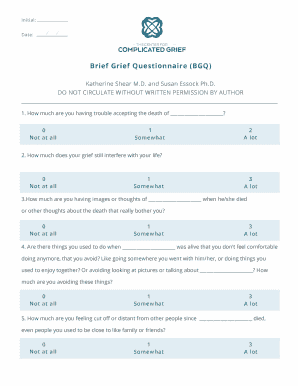 Initial:______________
Date: ___/___/___
THE CENTER FOR
COMPLICATED GRIEF
Brief Grief Questionnaire (BGQ)
Katherine Shear M.D. and Susan Essock Ph.D.
DO NOT CIRCULATE WITHOUT WRITTEN PERMISSION BY AUTHOR
1. How much are you having trouble accepting the death of ____________________?
0 1 2
Not at all Somewhat A lot
2. How much does your grief still interfere with your life?
0 1 3
Not at all Somewhat A lot
3.How much are you having images or thoughts of ____________________ when he/she died
or other thoughts about the death that really bother you?
0 1 3
Not at all Somewhat A lot
4. Are there things you used to do when ____________________ was alive that you don't feel comfortable
doing anymore, that you avoid? Like going somewhere you went with him/her, or doing things you
used to enjoy together? Or avoiding looking at pictures or talking about ____________________? How
much are you avoiding these things?
0 1 3
Not at all Somewhat A lot
5. How much are you feeling cut off or distant from other people since ____________________ died,
even people you used to be close to like family or friends?
0 1 3
Not at all Somewhat A lot